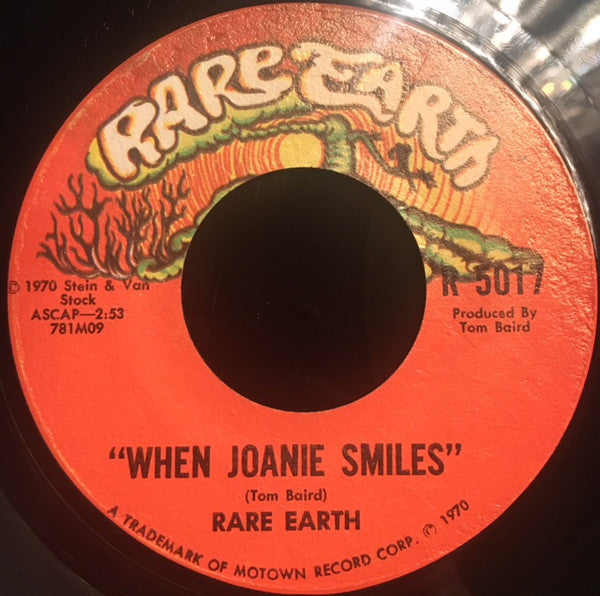 RARE EARTH
© 1970 Stein & Van
Stock
ASCAP—2:53
781M09
R-5017
Produced By
Tom Baird
"WHEN JOANIE SMILES"
(Tom Baird)
RARE EARTH
A TRADEMARK OF MOTOWN RECORD CORP. © 1970